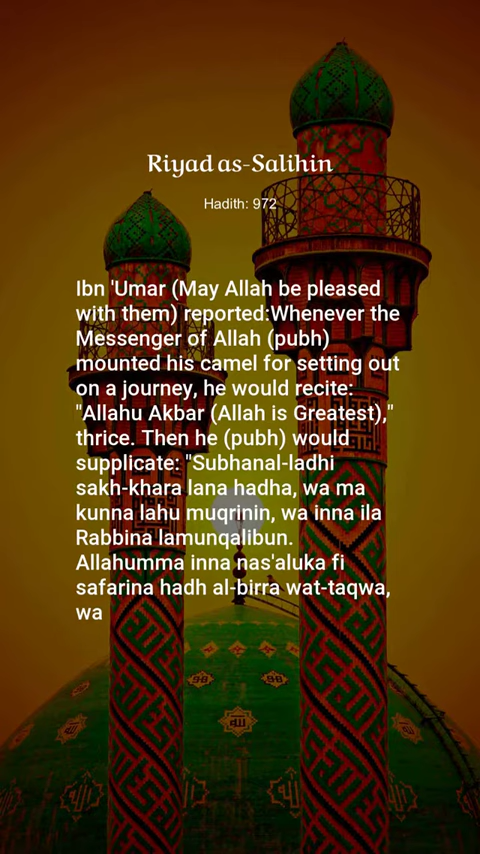 Riyad as-Salihin
Hadith: 972
Ibn 'Umar (May Allah be pleased
with them) reported:Whenever the
Messenger of Allah (pubh)
mounted his camel for setting out
on a journey, he would recite:
"Allahu Akbar (Allah is Greatest),"
thrice. Then he (pubh) would
supplicate: "Subhanal-ladhi
sakh-khara lana hadha, wa ma
kunna lahu muqrinin, wa inna ila
Rabbina lamunqalibun.
Allahumma inna nas'aluka fi
safarina hadh al-birra wat-taqwa,
wa